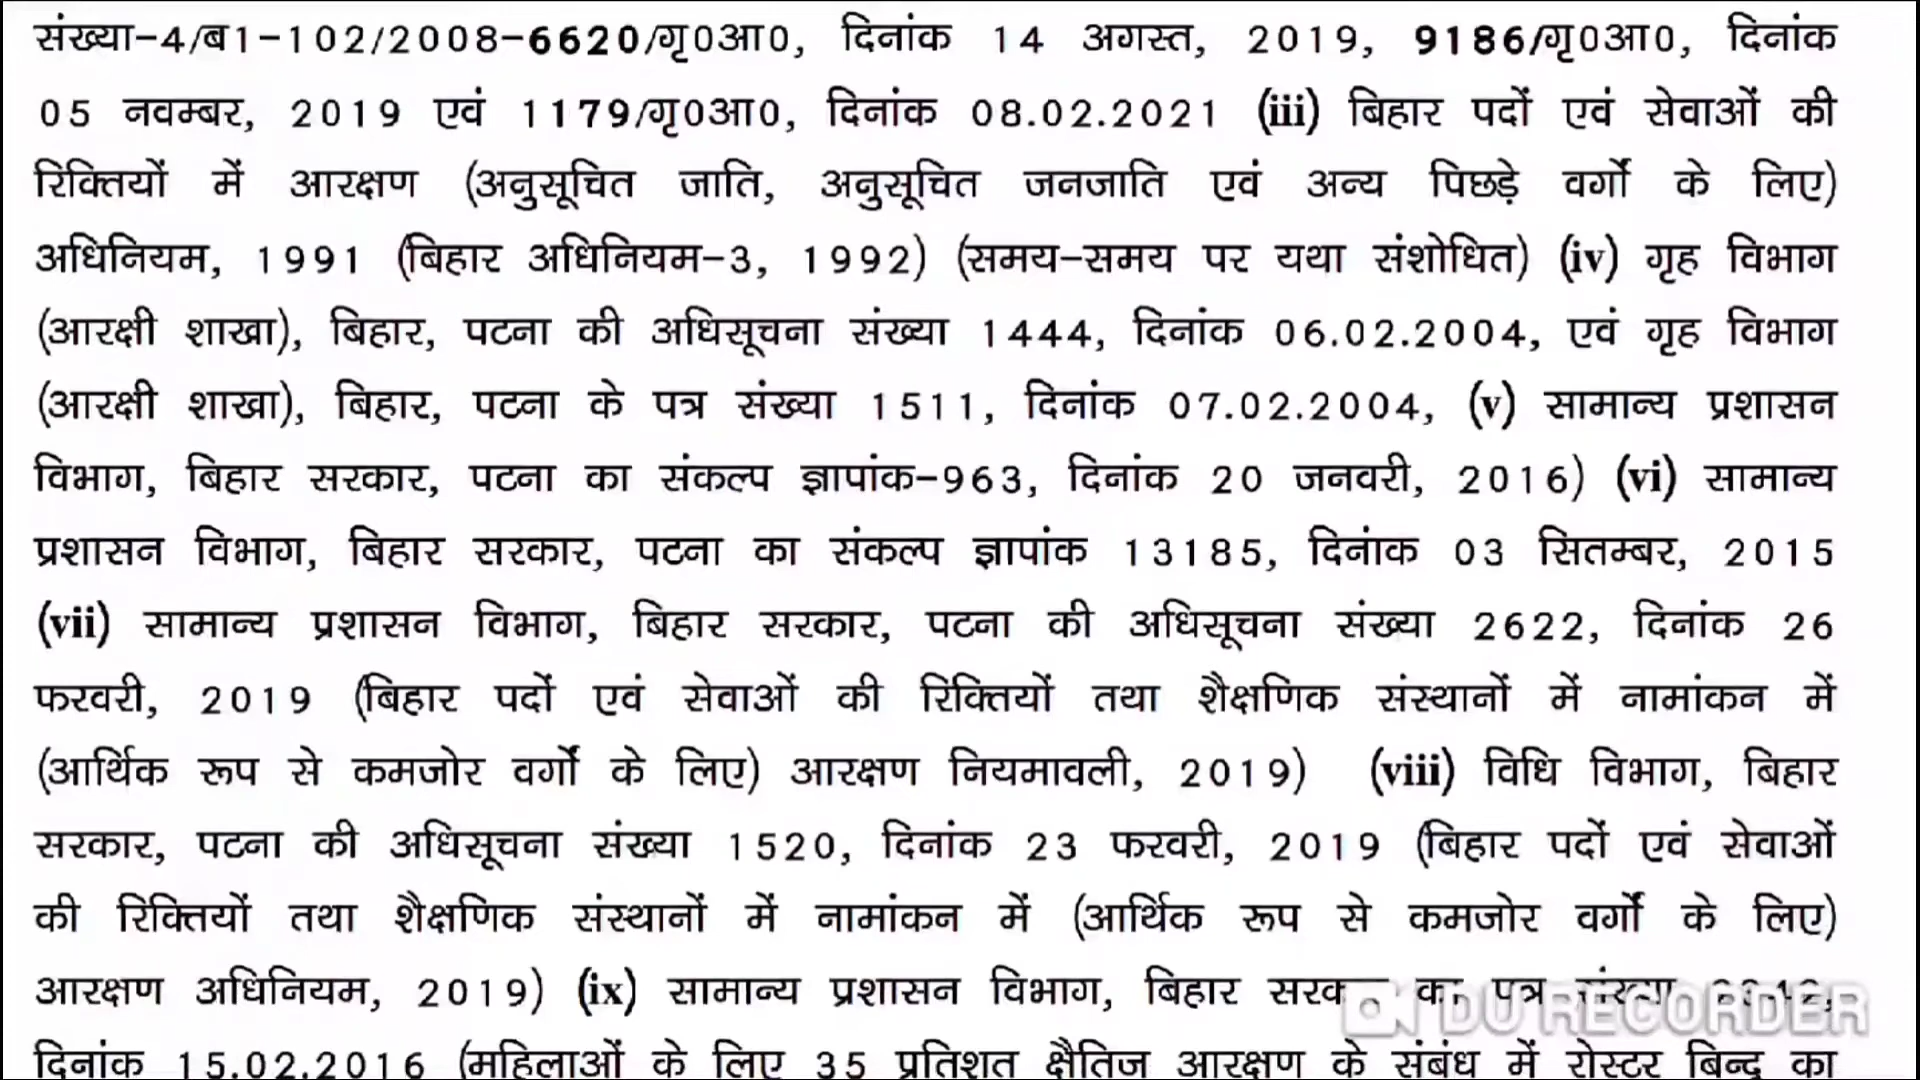 संख्या-4/ब1-102/2008-6620/गृ0आ0, दिनांक 14 अगस्त, 2019, 9186/गृ0आ0, दिनांक
05 नवम्बर, 2019 एवं 1179/गृ0आ0, दिनांक 08.02.2021 (iii) बिहार पदों एवं सेवाओं की
रिक्तियों में आरक्षण (अनुसूचित जाति, अनुसूचित जनजाति एवं अन्य पिछड़े वर्गों के लिए)
अधिनियम, 1991 (बिहार अधिनियम-3, 1992) (समय-समय पर यथा संशोधित) (iv) गृह विभाग
(आरक्षी शाखा), बिहार, पटना की अधिसूचना संख्या 1444, दिनांक 06.02.2004, एवं गृह विभाग
(आरक्षी शाखा), बिहार, पटना के पत्र संख्या 1511, दिनांक 07.02.2004, (v) सामान्य प्रशासन
विभाग, बिहार सरकार, पटना का संकल्प ज्ञापांक-963, दिनांक 20 जनवरी, 2016) (vi) सामान्य
प्रशासन विभाग, बिहार सरकार, पटना का संकल्प ज्ञापांक 13185, दिनांक 03 सितम्बर, 2015
(vii) सामान्य प्रशासन विभाग, बिहार सरकार, पटना की अधिसूचना संख्या 2622, दिनांक 26
फरवरी, 2019 (बिहार पदों एवं सेवाओं की रिक्तियों तथा शैक्षणिक संस्थानों में नामांकन में
(आर्थिक रूप से कमजोर वर्गों के लिए) आरक्षण नियमावली, 2019) (viii) विधि विभाग, बिहार
सरकार, पटना की अधिसूचना संख्या 1520, दिनांक 23 फरवरी, 2019 (बिहार पदों एवं सेवाओं
की रिक्तियों तथा शैक्षणिक संस्थानों में नामांकन में (आर्थिक रूप से कमजोर वर्गों के लिए)
आरक्षण अधिनियम, 2019) (ix) सामान्य प्रशासन विभाग, बिहार सरकार का पत्र संख्या
DU RECORDER
दिनांक 15.02.2016 (महिलाओं के लिए 35 प्रतिशत क्षैतिज आरक्षण के संबंध में रोस्टर बिन्दु का